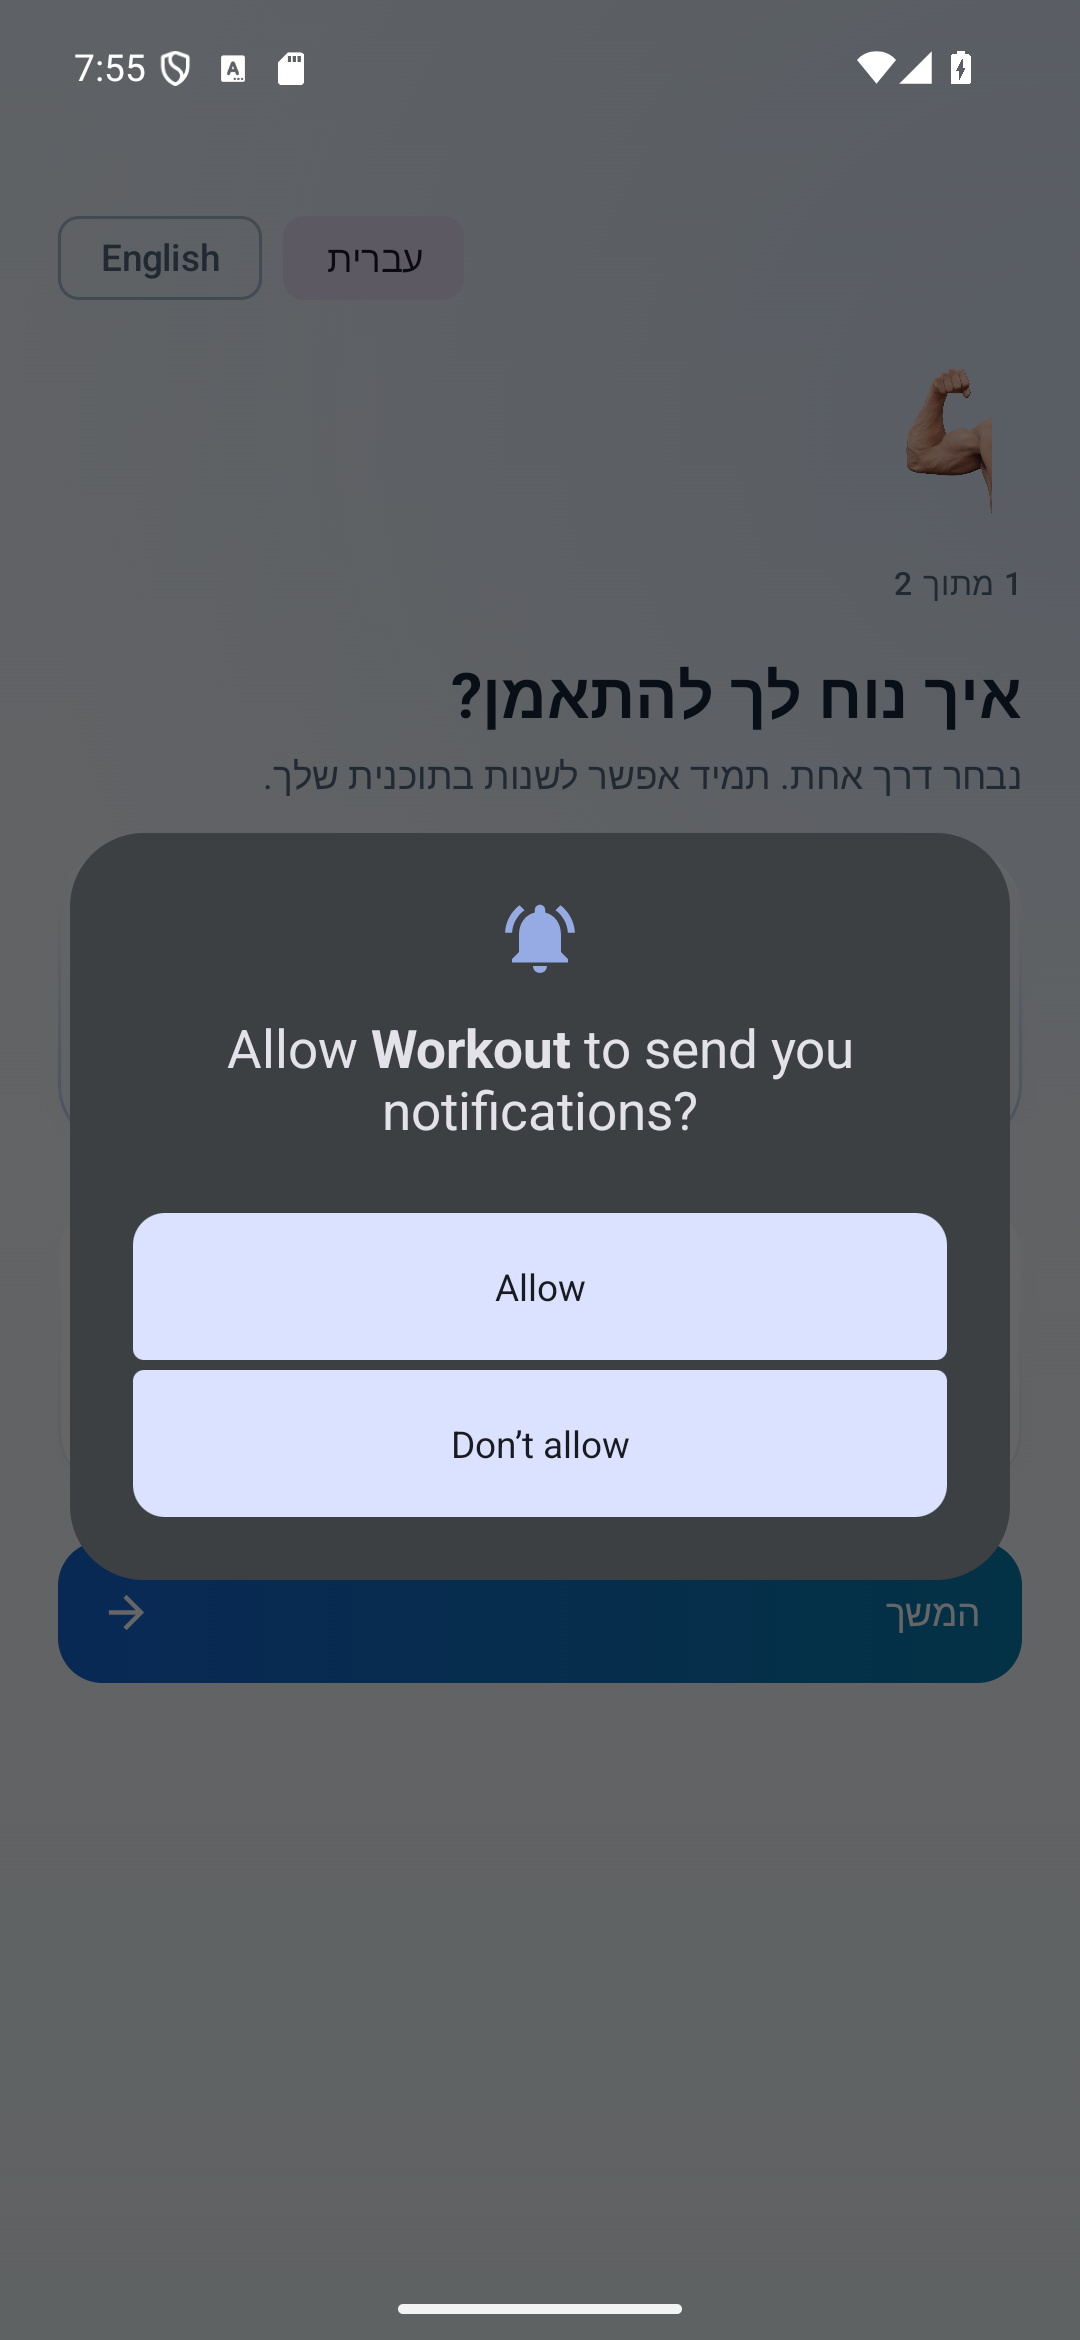 7:55
English
עברית
1 מתוך 2
איך נוח לך להתאמן?
נבחר דרך אחת. תמיד אפשר לשנות בתוכנית שלך.
Allow Workout to send you
notifications?
Allow
Don’t allow
המשך